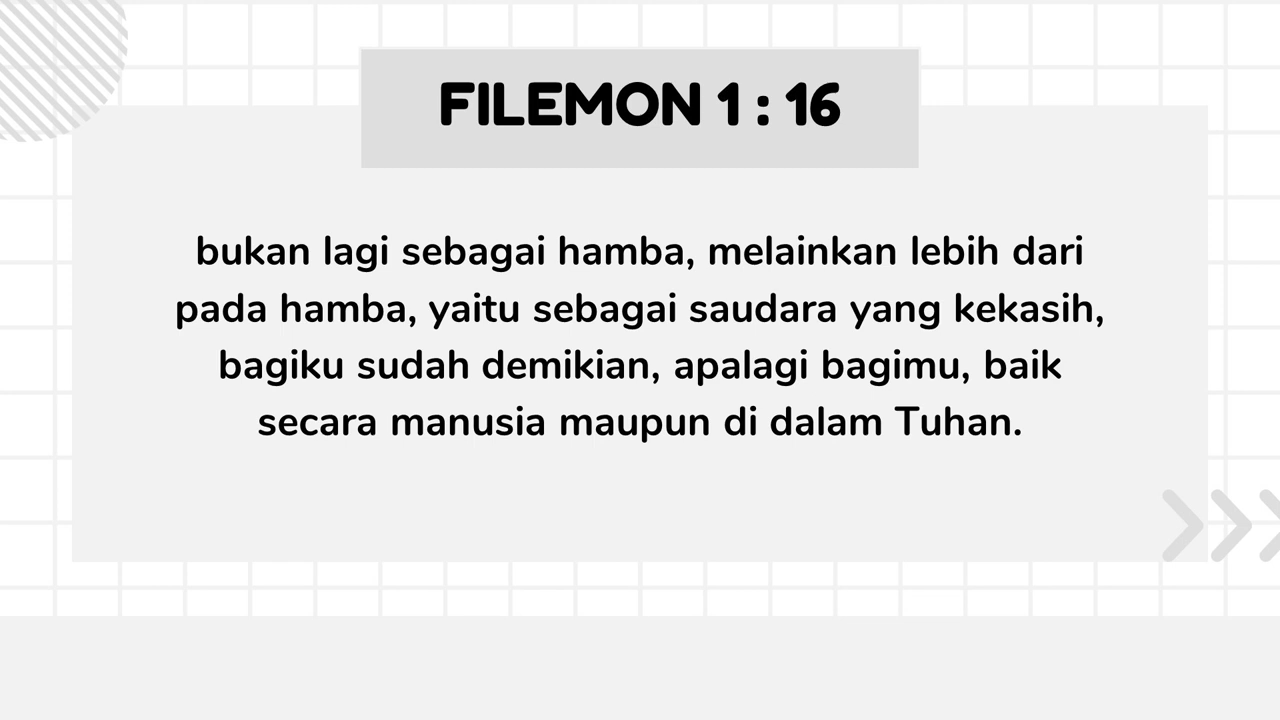 FILEMON 1 : 16
bukan lagi sebagai hamba, melainkan lebih dari
pada hamba, yaitu sebagai saudara yang kekasih,
bagiku sudah demikian, apalagi bagimu, baik
secara manusia maupun di dalam Tuhan.